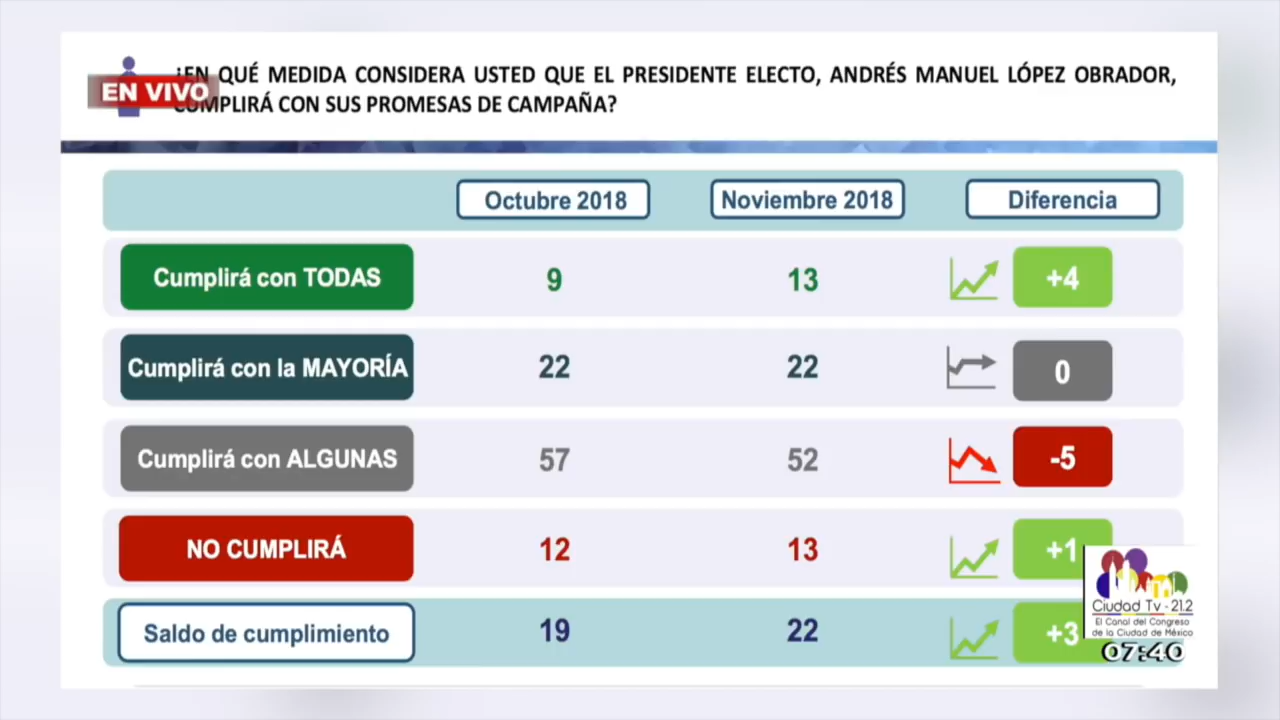 ¿EN QUÉ MEDIDA CONSIDERA USTED QUE EL PRESIDENTE ELECTO, ANDRÉS MANUEL LÓPEZ OBRADOR,
EN VIVO
CUMPLIRÁ CON SUS PROMESAS DE CAMPAÑA?
Octubre 2018 Noviembre 2018 Diferencia
Cumplirá con TODAS 9 13 +4
Cumplirá con la MAYORÍA 22 22 0
Cumplirá con ALGUNAS 57 52 -5
NO CUMPLIRÁ 12 13 +1
Saldo de cumplimiento 19 22 +3
Ciudad Tv - 21.2
El Canal del Congreso
de la Ciudad de México
07:40